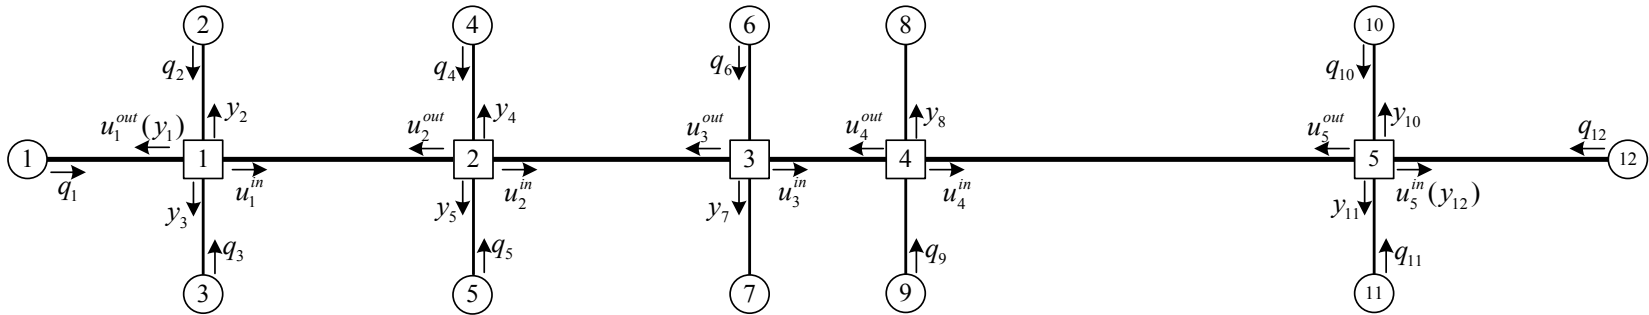 2 4 6 8 10
q₂ q₄ q₆ q₁₀
u₁ᵒᵘᵗ(y₁) y₂ u₂ᵒᵘᵗ y₄ u₃ᵒᵘᵗ u₄ᵒᵘᵗ y₈ u₅ᵒᵘᵗ y₁₀ q₁₂
1 1 2 3 4 5 12
q₁ y₃ u₁ⁱⁿ y₅ u₂ⁱⁿ y₇ u₃ⁱⁿ u₄ⁱⁿ y₁₁ u₅ⁱⁿ(y₁₂)
q₃ q₅ q₉ q₁₁
3 5 7 9 11